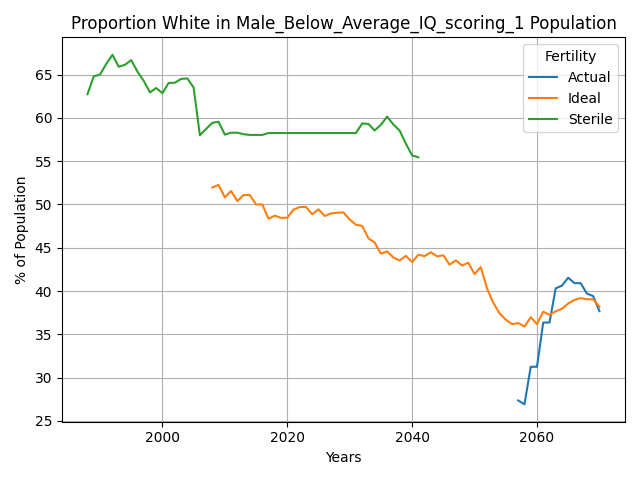 Proportion White in Male_Below_Average_IQ_scoring_1 Population
Fertility
Actual
Ideal
Sterile
% of Population
65
60
55
50
45
40
35
30
25
2000
2020
2040
2060
Years